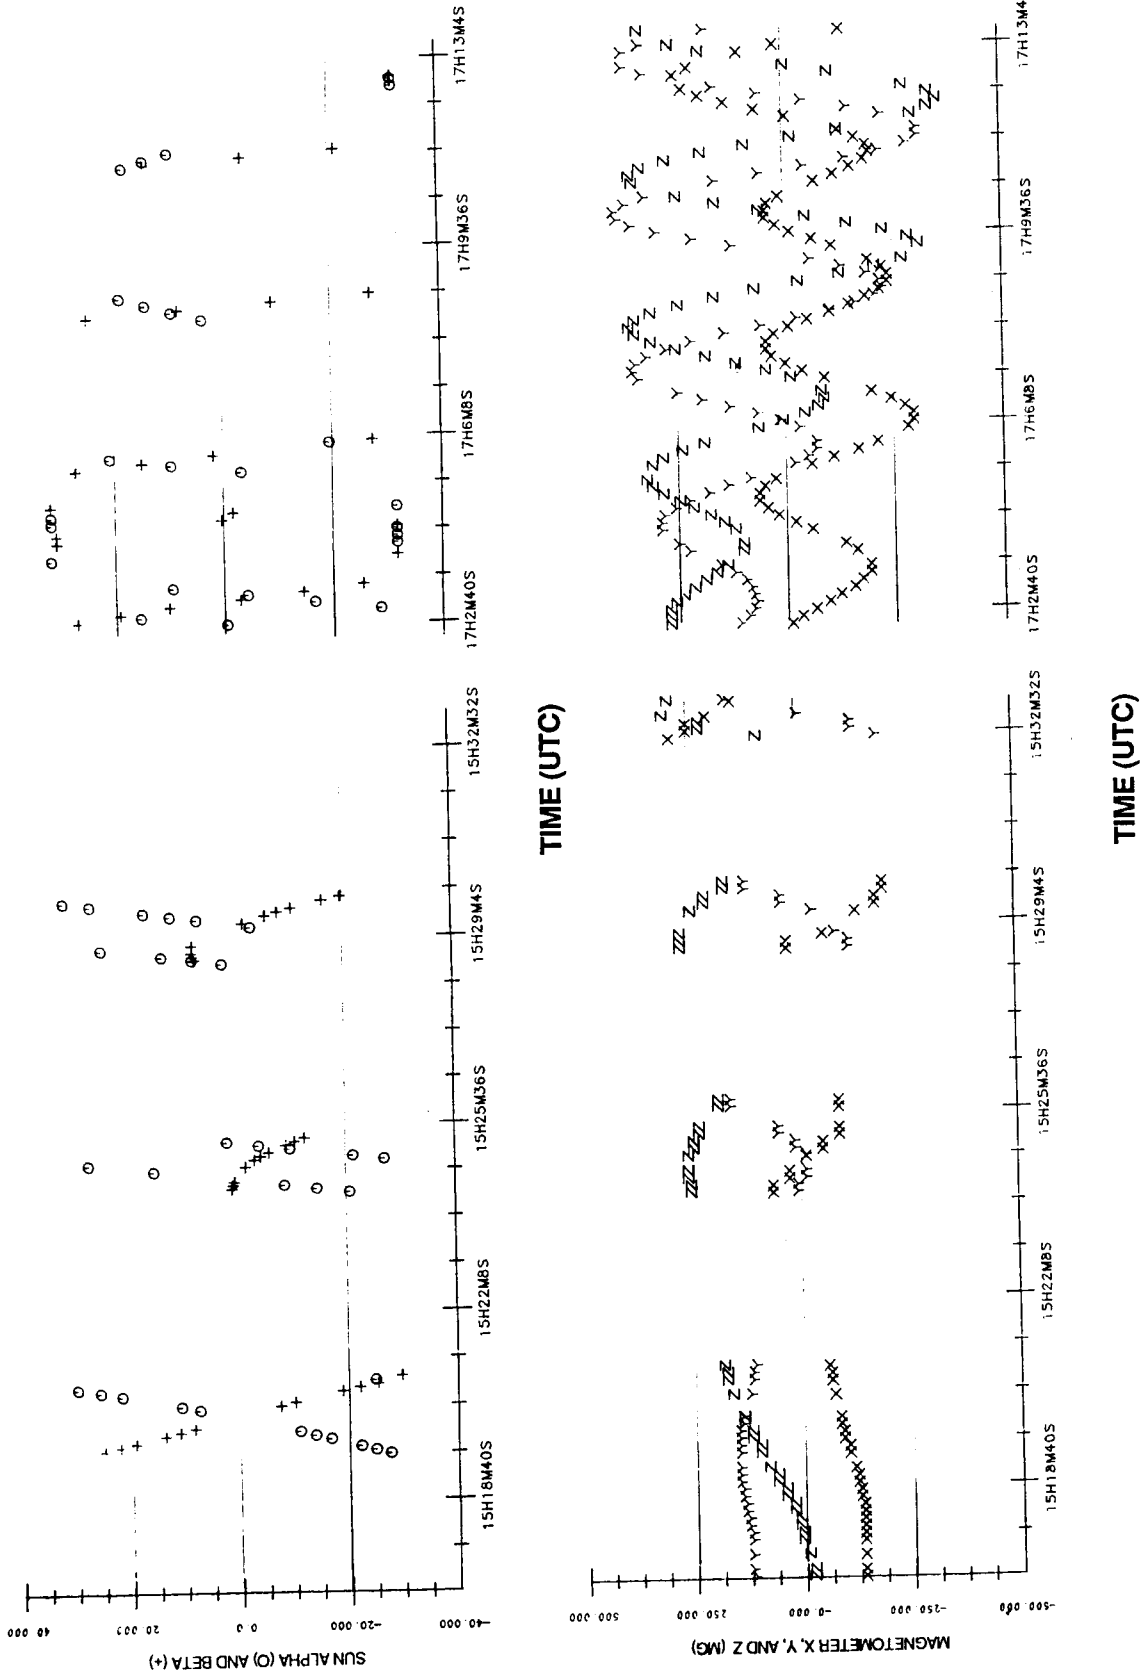 SUN ALPHA (O) AND BETA (+)
40.000
20.000
0.0
-20.000
-40.000
15H18M40S
15H22M8S
15H25M36S
15H29M4S
15H32M32S
17H2M40S
17H6M8S
17H9M36S
17H13M4S
TIME (UTC)
MAGNETOMETER X, Y, AND Z (MG)
500.000
250.000
-0.000
-250.000
-500.000
15H18M40S
15H22M8S
15H25M36S
15H29M4S
15H32M32S
17H2M40S
17H6M8S
17H9M36S
17H13M4
TIME (UTC)